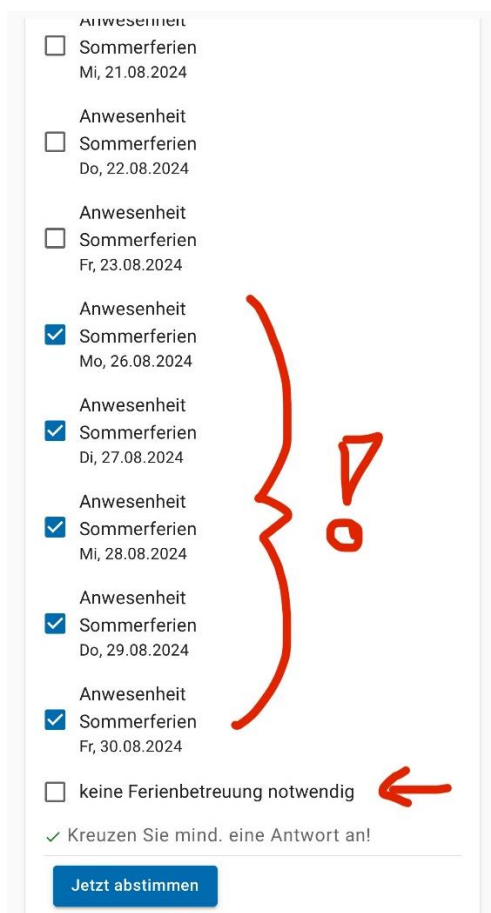 Anwesenheit
Sommerferien
Mi, 21.08.2024
Anwesenheit
Sommerferien
Do, 22.08.2024
Anwesenheit
Sommerferien
Fr, 23.08.2024
Anwesenheit
Sommerferien
Mo, 26.08.2024
Anwesenheit
Sommerferien
Di, 27.08.2024
Anwesenheit
Sommerferien
Mi, 28.08.2024
Anwesenheit
Sommerferien
Do, 29.08.2024
Anwesenheit
Sommerferien
Fr, 30.08.2024
!
keine Ferienbetreuung notwendig
Kreuzen Sie mind. eine Antwort an!
Jetzt abstimmen